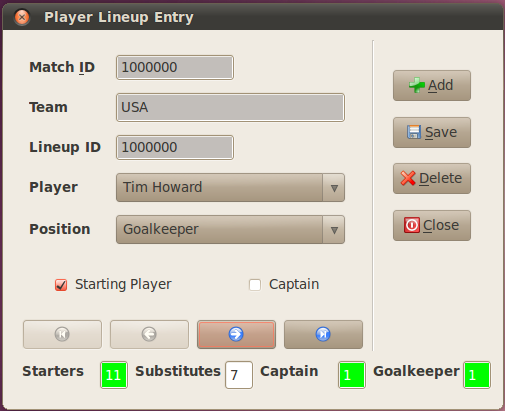 Player Lineup Entry
Match ID 1000000
Add
Team USA
Save
Lineup ID 1000000
Player Tim Howard
Delete
Position Goalkeeper
Close
Starting Player Captain
Starters 11 Substitutes 7 Captain 1 Goalkeeper 1